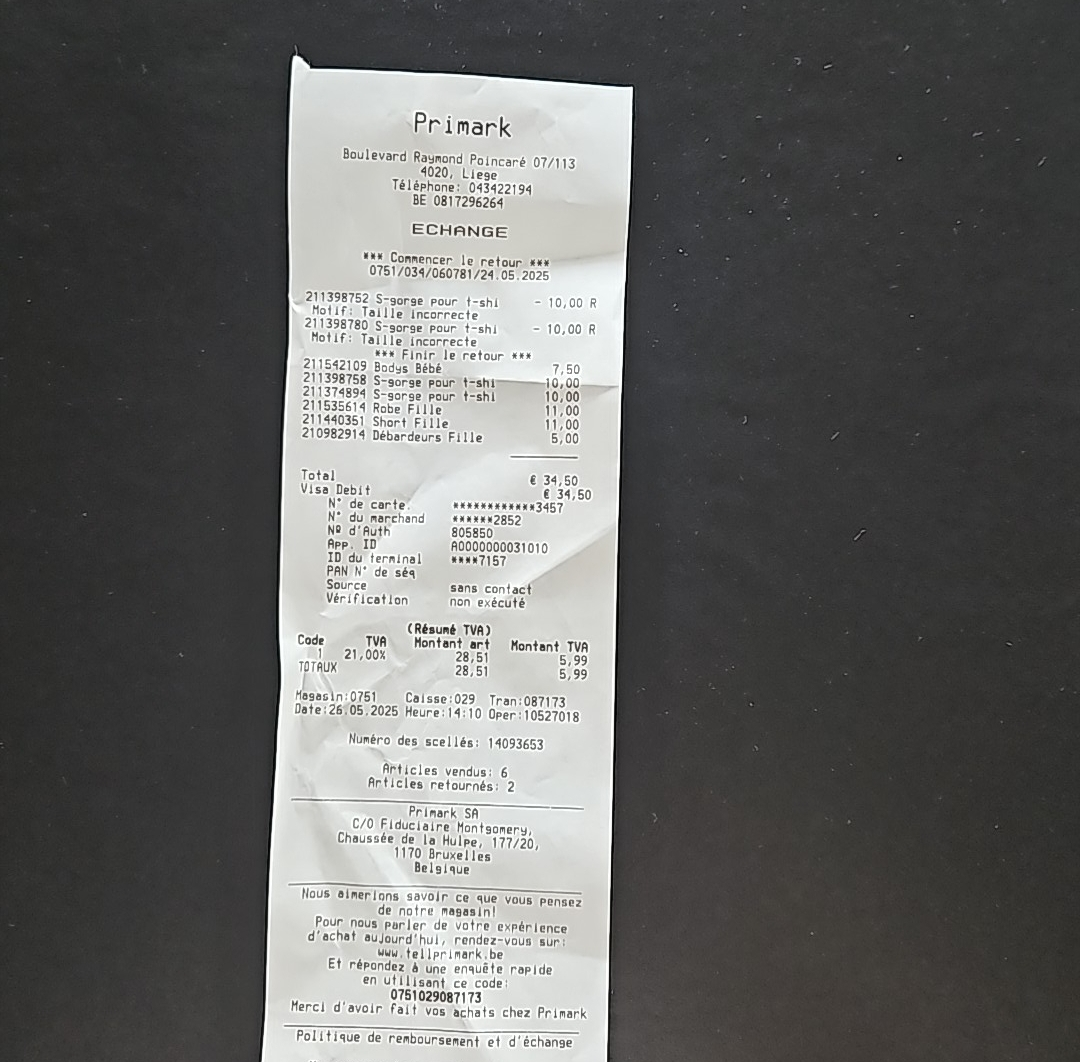 Primark
Boulevard Raymond Poincaré 07/113
4020, Liege
Téléphone: 043422194
BE 0817296264
ECHANGE
*** Commencer le retour ***
0751/034/060781/24.05.2025
211398752 S-gorge pour t-shi - 10,00 R
Motif: Taille incorrecte
211398780 S-gorge pour t-shi - 10,00 R
Motif: Taille incorrecte
*** Finir le retour ***
211542109 Bodys Bébé 7,50
211398758 S-gorge pour t-shi 10,00
211374894 S-gorge pour t-shi 10,00
211535614 Robe Fille 11,00
211440351 Short Fille 11,00
210982914 Débardeurs Fille 5,00
Total € 34,50
Visa Debit € 34,50
N° de carte. ************3457
N° du marchand ******2852
Nº d'Auth 805850
App. ID A0000000031010
ID du terminal ****7157
PAN N° de séq
Source sans contact
Vérification non exécuté
(Résumé TVA)
Code TVA Montant art Montant TVA
1 21,00% 28,51 5,99
TOTAUX 28,51 5,99
Magasin:0751 Caisse:029 Tran:087173
Date:26.05.2025 Heure:14:10 Oper:10527018
Numéro des scellés: 14093653
Articles vendus: 6
Articles retournés: 2
Primark SA
C/O Fiduciaire Montgomery,
Chaussée de la Hulpe, 177/20,
1170 Bruxelles
Belgique
Nous aimerions savoir ce que vous pensez
de notre magasin!
Pour nous parler de votre expérience
d'achat aujourd'hui, rendez-vous sur:
www.tellprimark.be
Et répondez à une enquête rapide
en utilisant ce code:
0751029087173
Merci d'avoir fait vos achats chez Primark
Politique de remboursement et d'échange